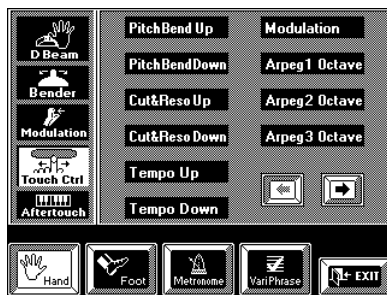 D Beam
Bender
Modulation
Touch Ctrl
Aftertouch
PitchBend Up
PitchBendDown
Cut&Reso Up
Cut&Reso Down
Tempo Up
Tempo Down
Modulation
Arpeg1 Octave
Arpeg2 Octave
Arpeg3 Octave
Hand
Foot
Metronome
VariPhrase
EXIT